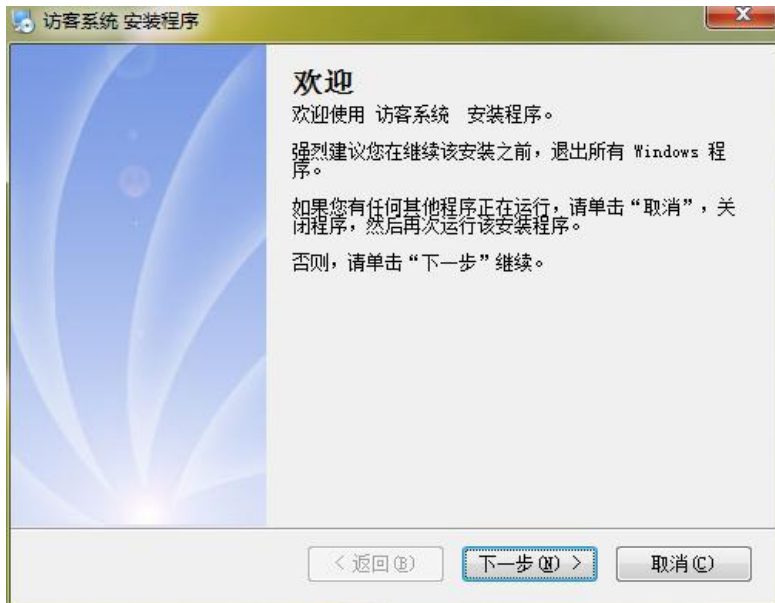 访客系统 安装程序
欢迎
欢迎使用 访客系统 安装程序。
强烈建议您在继续该安装之前，退出所有 Windows 程
序。
如果您有任何其他程序正在运行，请单击“取消”，关
闭程序，然后再次运行该安装程序。
否则，请单击“下一步”继续。
< 返回(B)
下一步(N) >
取消(C)